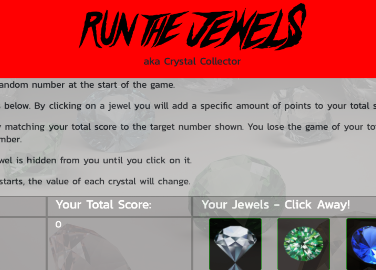 RUN THE JEWELS
aka Crystal Collector
andom number at the start of the game.
below. By clicking on a jewel you will add a specific amount of points to your total s
matching your total score to the target number shown. You lose the game of your to
mber.
wel is hidden from you until you click on it.
starts, the value of each crystal will change.
Your Total Score: Your Jewels - Click Away!
0